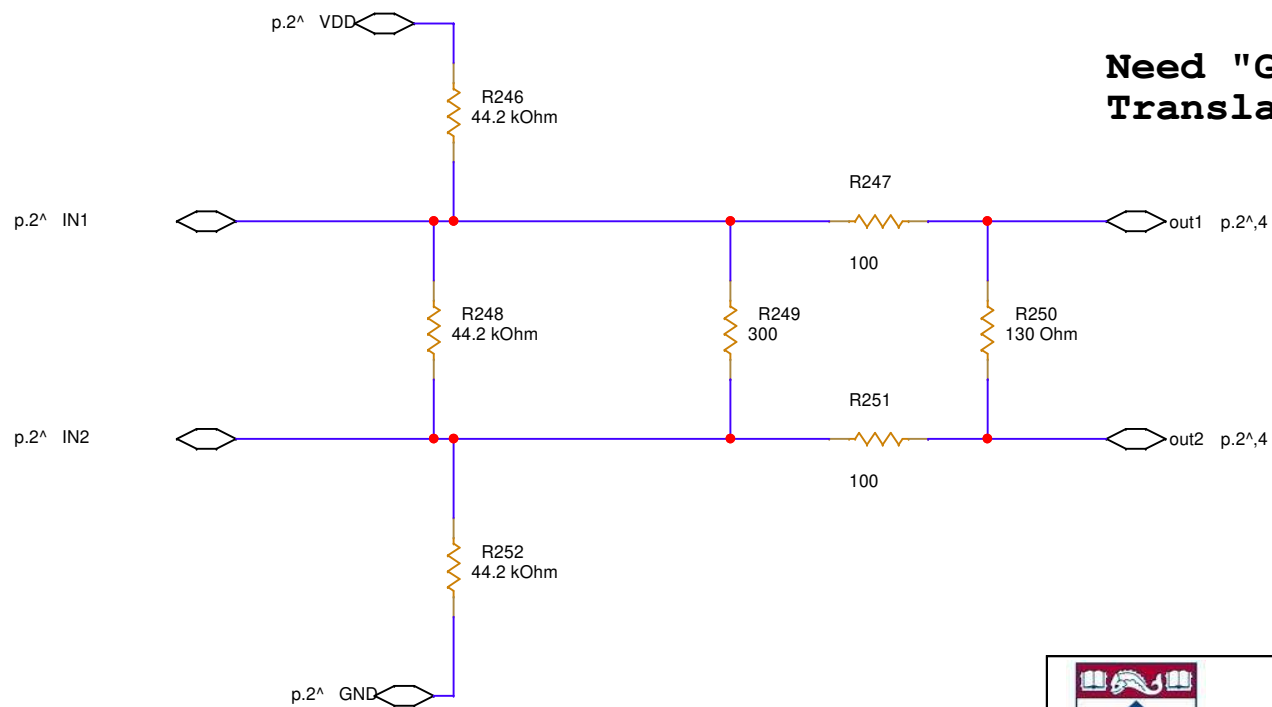 p.2^ VDD
Need "G
Transla
R246
44.2 kOhm
R247
p.2^ IN1
out1 p.2^,4
100
R248
44.2 kOhm
R249
300
R250
130 Ohm
R251
p.2^ IN2
out2 p.2^,4
100
R252
44.2 kOhm
p.2^ GND